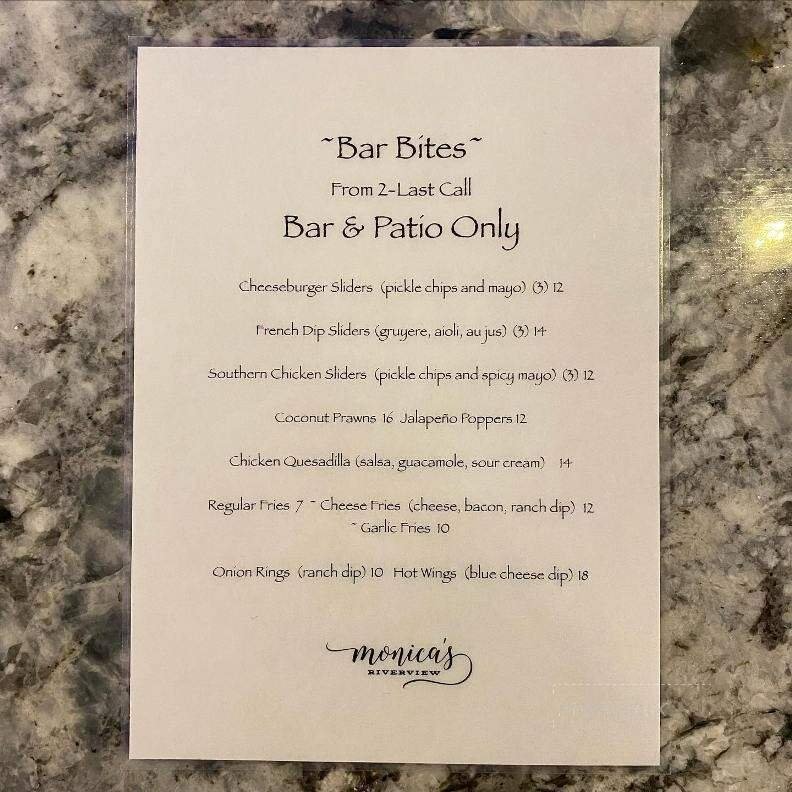 ~Bar Bites~
From 2-Last Call
Bar & Patio Only
Cheeseburger Sliders (pickle chips and mayo) (3) 12
French Dip Sliders (gruyere, aioli, au jus) (3) 14
Southern Chicken Sliders (pickle chips and spicy mayo) (3) 12
Coconut Prawns 16 Jalapeño Poppers 12
Chicken Quesadilla (salsa, guacamole, sour cream) 14
Regular Fries 7 ~ Cheese Fries (cheese, bacon, ranch dip) 12
~ Garlic Fries 10
Onion Rings (ranch dip) 10 Hot Wings (blue cheese dip) 18
monica's
RIVERVIEW